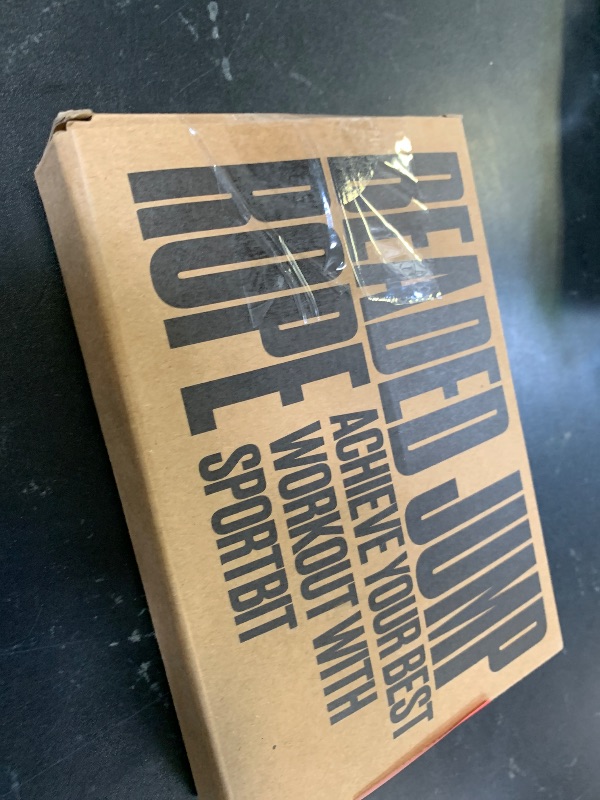 BEADED JUMP
ROPE
ACHIEVE YOUR BEST
WORKOUT WITH
SPORTBIT